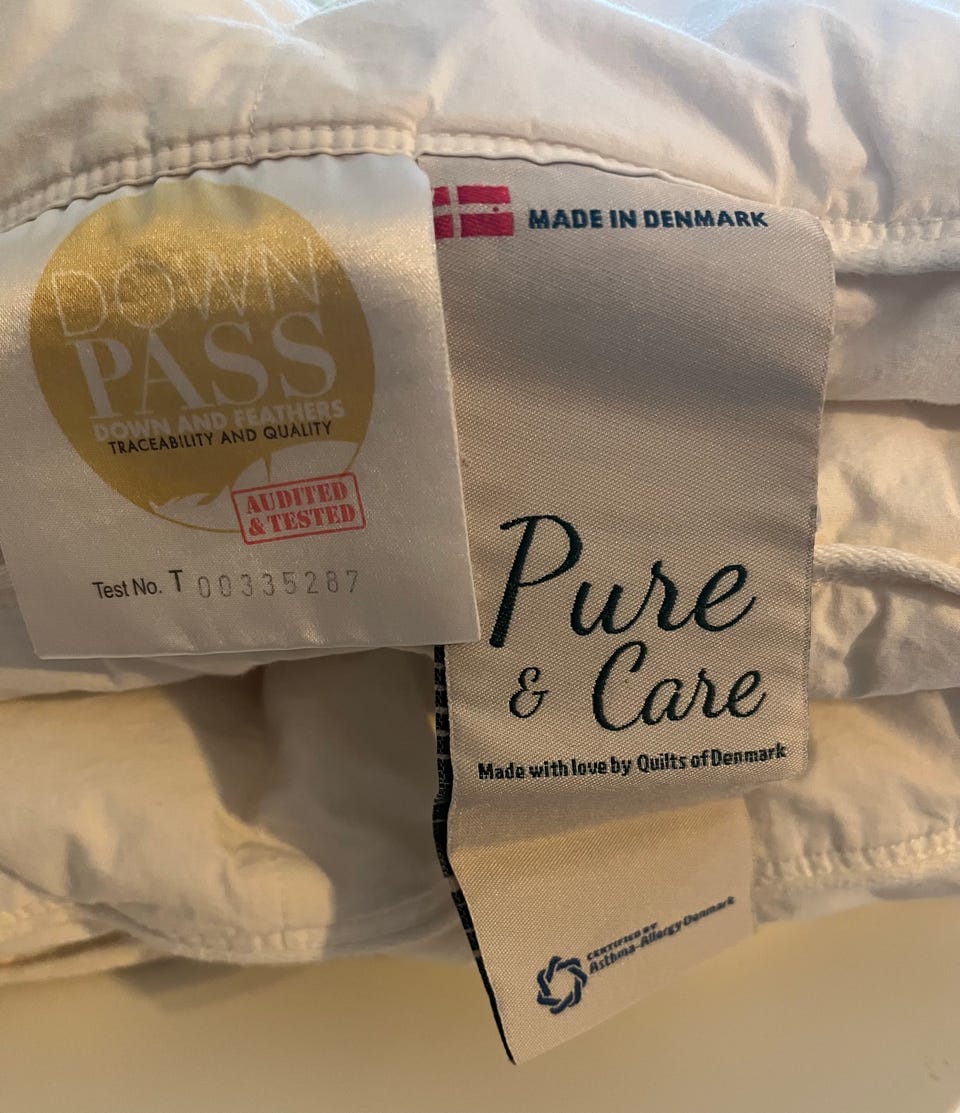 DOWN
PASS
DOWN AND FEATHERS
TRACEABILITY AND QUALITY
AUDITED
& TESTED
Test No. T 00335287
MADE IN DENMARK
Pure
& Care
Made with love by Quilts of Denmark
CERTIFIED BY
Asthma-Allergy Denmark